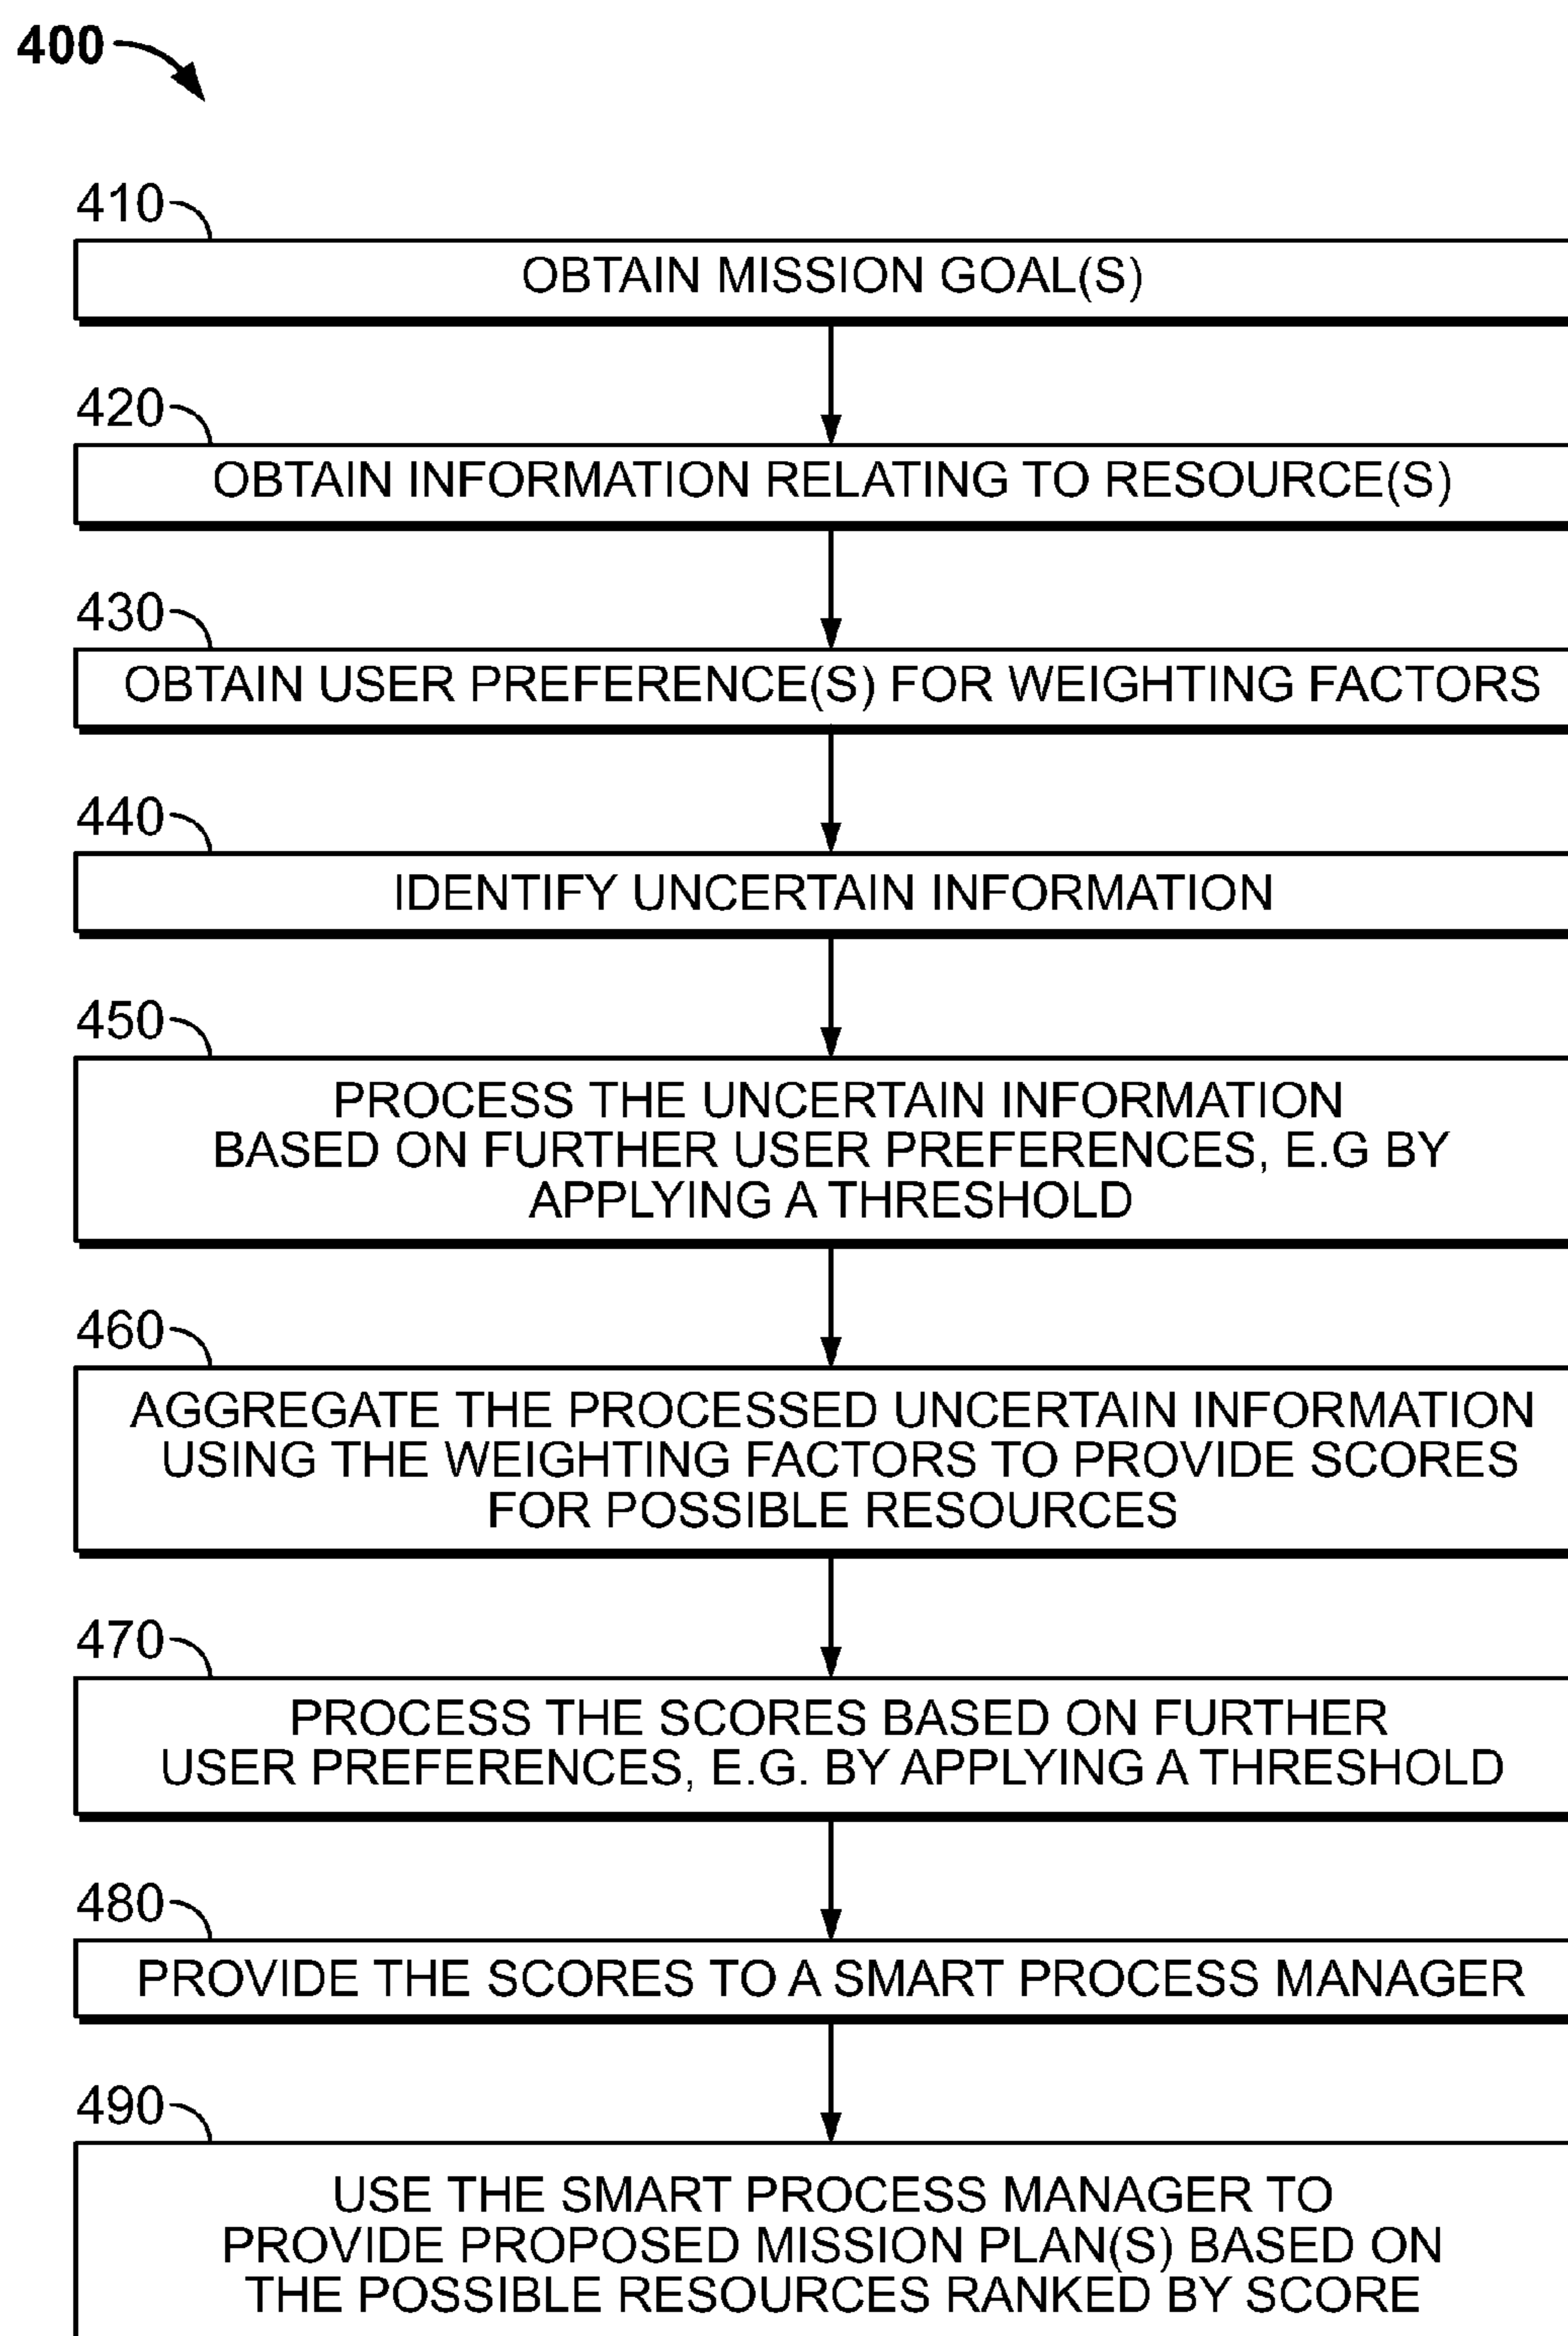 400
410
OBTAIN MISSION GOAL(S)
420
OBTAIN INFORMATION RELATING TO RESOURCE(S)
430
OBTAIN USER PREFERENCE(S) FOR WEIGHTING FACTORS
440
IDENTIFY UNCERTAIN INFORMATION
450
PROCESS THE UNCERTAIN INFORMATION
BASED ON FURTHER USER PREFERENCES, E.G BY
APPLYING A THRESHOLD
460
AGGREGATE THE PROCESSED UNCERTAIN INFORMATION
USING THE WEIGHTING FACTORS TO PROVIDE SCORES
FOR POSSIBLE RESOURCES
470
PROCESS THE SCORES BASED ON FURTHER
USER PREFERENCES, E.G. BY APPLYING A THRESHOLD
480
PROVIDE THE SCORES TO A SMART PROCESS MANAGER
490
USE THE SMART PROCESS MANAGER TO
PROVIDE PROPOSED MISSION PLAN(S) BASED ON
THE POSSIBLE RESOURCES RANKED BY SCORE